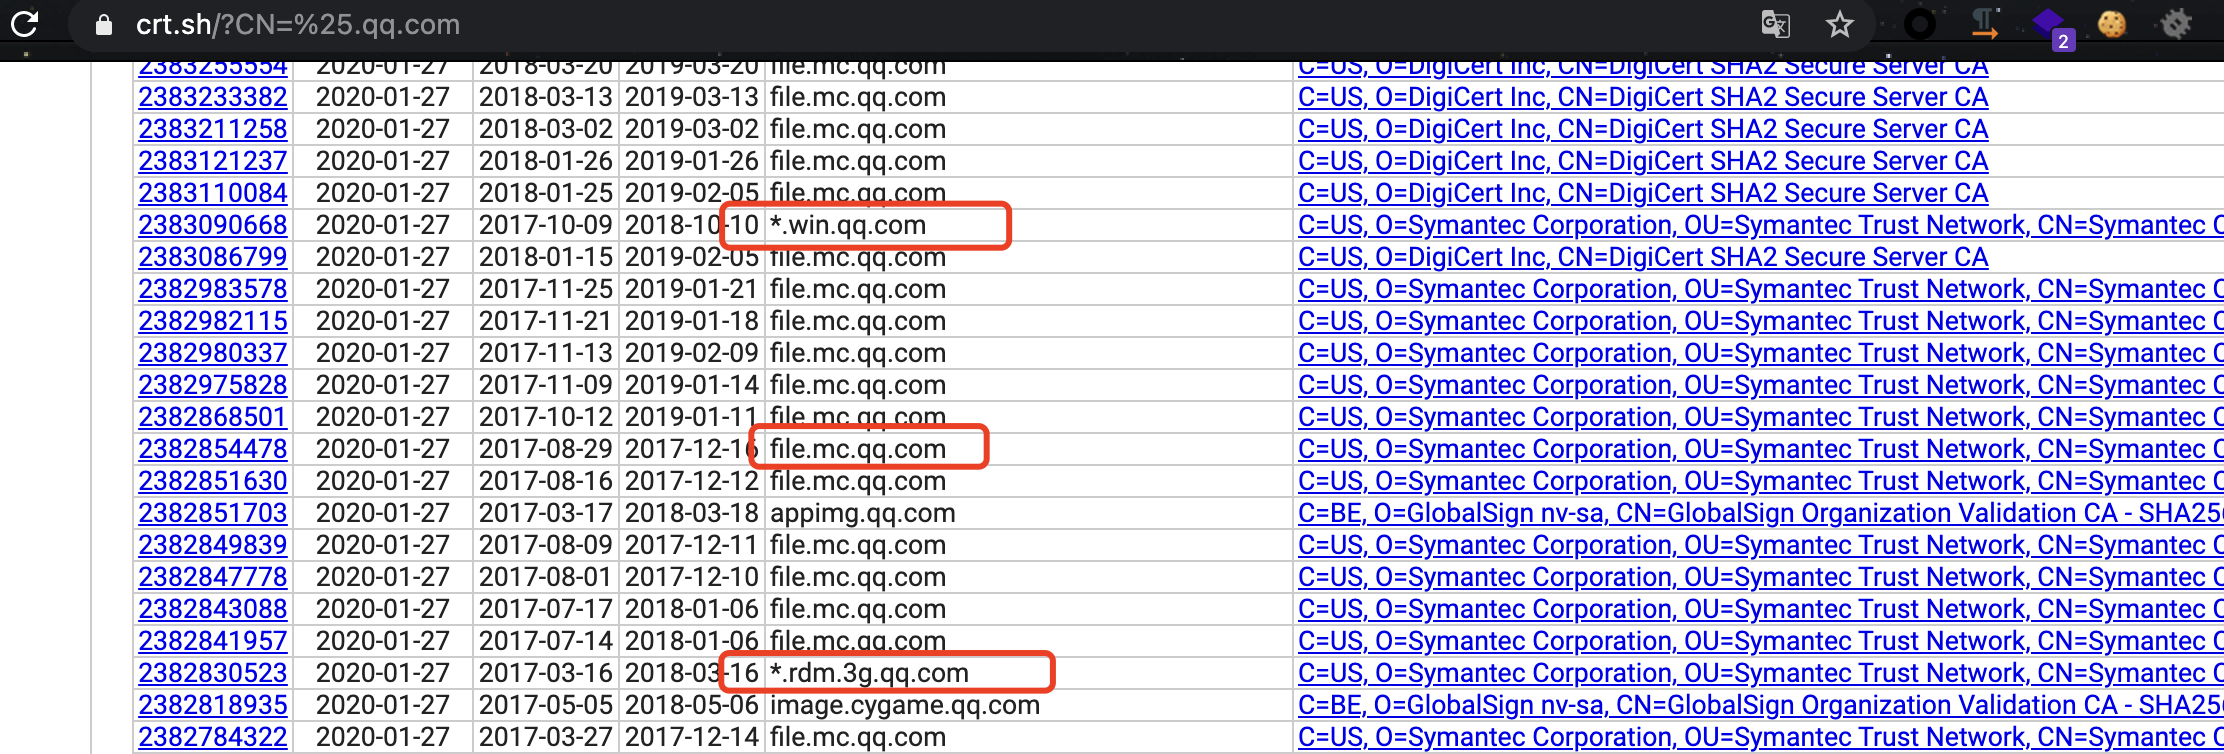 crt.sh/?CN=%25.qq.com
2
2383255554 2020-01-27 2018-03-20 2019-03-20 file.mc.qq.com C=US, O=DigiCert Inc, CN=DigiCert SHA2 Secure Server CA
2383233382 2020-01-27 2018-03-13 2019-03-13 file.mc.qq.com C=US, O=DigiCert Inc, CN=DigiCert SHA2 Secure Server CA
2383211258 2020-01-27 2018-03-02 2019-03-02 file.mc.qq.com C=US, O=DigiCert Inc, CN=DigiCert SHA2 Secure Server CA
2383121237 2020-01-27 2018-01-26 2019-01-26 file.mc.qq.com C=US, O=DigiCert Inc, CN=DigiCert SHA2 Secure Server CA
2383110084 2020-01-27 2018-01-25 2019-02-05 file.mc.qq.com C=US, O=DigiCert Inc, CN=DigiCert SHA2 Secure Server CA
2383090668 2020-01-27 2017-10-09 2018-10-10 *.win.qq.com C=US, O=Symantec Corporation, OU=Symantec Trust Network, CN=Symantec C
2383086799 2020-01-27 2018-01-15 2019-02-05 file.mc.qq.com C=US, O=DigiCert Inc, CN=DigiCert SHA2 Secure Server CA
2382983578 2020-01-27 2017-11-25 2019-01-21 file.mc.qq.com C=US, O=Symantec Corporation, OU=Symantec Trust Network, CN=Symantec C
2382982115 2020-01-27 2017-11-21 2019-01-18 file.mc.qq.com C=US, O=Symantec Corporation, OU=Symantec Trust Network, CN=Symantec C
2382980337 2020-01-27 2017-11-13 2019-02-09 file.mc.qq.com C=US, O=Symantec Corporation, OU=Symantec Trust Network, CN=Symantec C
2382975828 2020-01-27 2017-11-09 2019-01-14 file.mc.qq.com C=US, O=Symantec Corporation, OU=Symantec Trust Network, CN=Symantec C
2382868501 2020-01-27 2017-10-12 2019-01-11 file.mc.qq.com C=US, O=Symantec Corporation, OU=Symantec Trust Network, CN=Symantec C
2382854478 2020-01-27 2017-08-29 2017-12-16 file.mc.qq.com C=US, O=Symantec Corporation, OU=Symantec Trust Network, CN=Symantec C
2382851630 2020-01-27 2017-08-16 2017-12-12 file.mc.qq.com C=US, O=Symantec Corporation, OU=Symantec Trust Network, CN=Symantec C
2382851703 2020-01-27 2017-03-17 2018-03-18 appimg.qq.com C=BE, O=GlobalSign nv-sa, CN=GlobalSign Organization Validation CA - SHA256
2382849839 2020-01-27 2017-08-09 2017-12-11 file.mc.qq.com C=US, O=Symantec Corporation, OU=Symantec Trust Network, CN=Symantec C
2382847778 2020-01-27 2017-08-01 2017-12-10 file.mc.qq.com C=US, O=Symantec Corporation, OU=Symantec Trust Network, CN=Symantec C
2382843088 2020-01-27 2017-07-17 2018-01-06 file.mc.qq.com C=US, O=Symantec Corporation, OU=Symantec Trust Network, CN=Symantec C
2382841957 2020-01-27 2017-07-14 2018-01-06 file.mc.qq.com C=US, O=Symantec Corporation, OU=Symantec Trust Network, CN=Symantec C
2382830523 2020-01-27 2017-03-16 2018-03-16 *.rdm.3g.qq.com C=US, O=Symantec Corporation, OU=Symantec Trust Network, CN=Symantec C
2382818935 2020-01-27 2017-05-05 2018-05-06 image.cygame.qq.com C=BE, O=GlobalSign nv-sa, CN=GlobalSign Organization Validation CA - SHA256
2382784322 2020-01-27 2017-03-27 2017-12-14 file.mc.qq.com C=US, O=Symantec Corporation, OU=Symantec Trust Network, CN=Symantec C